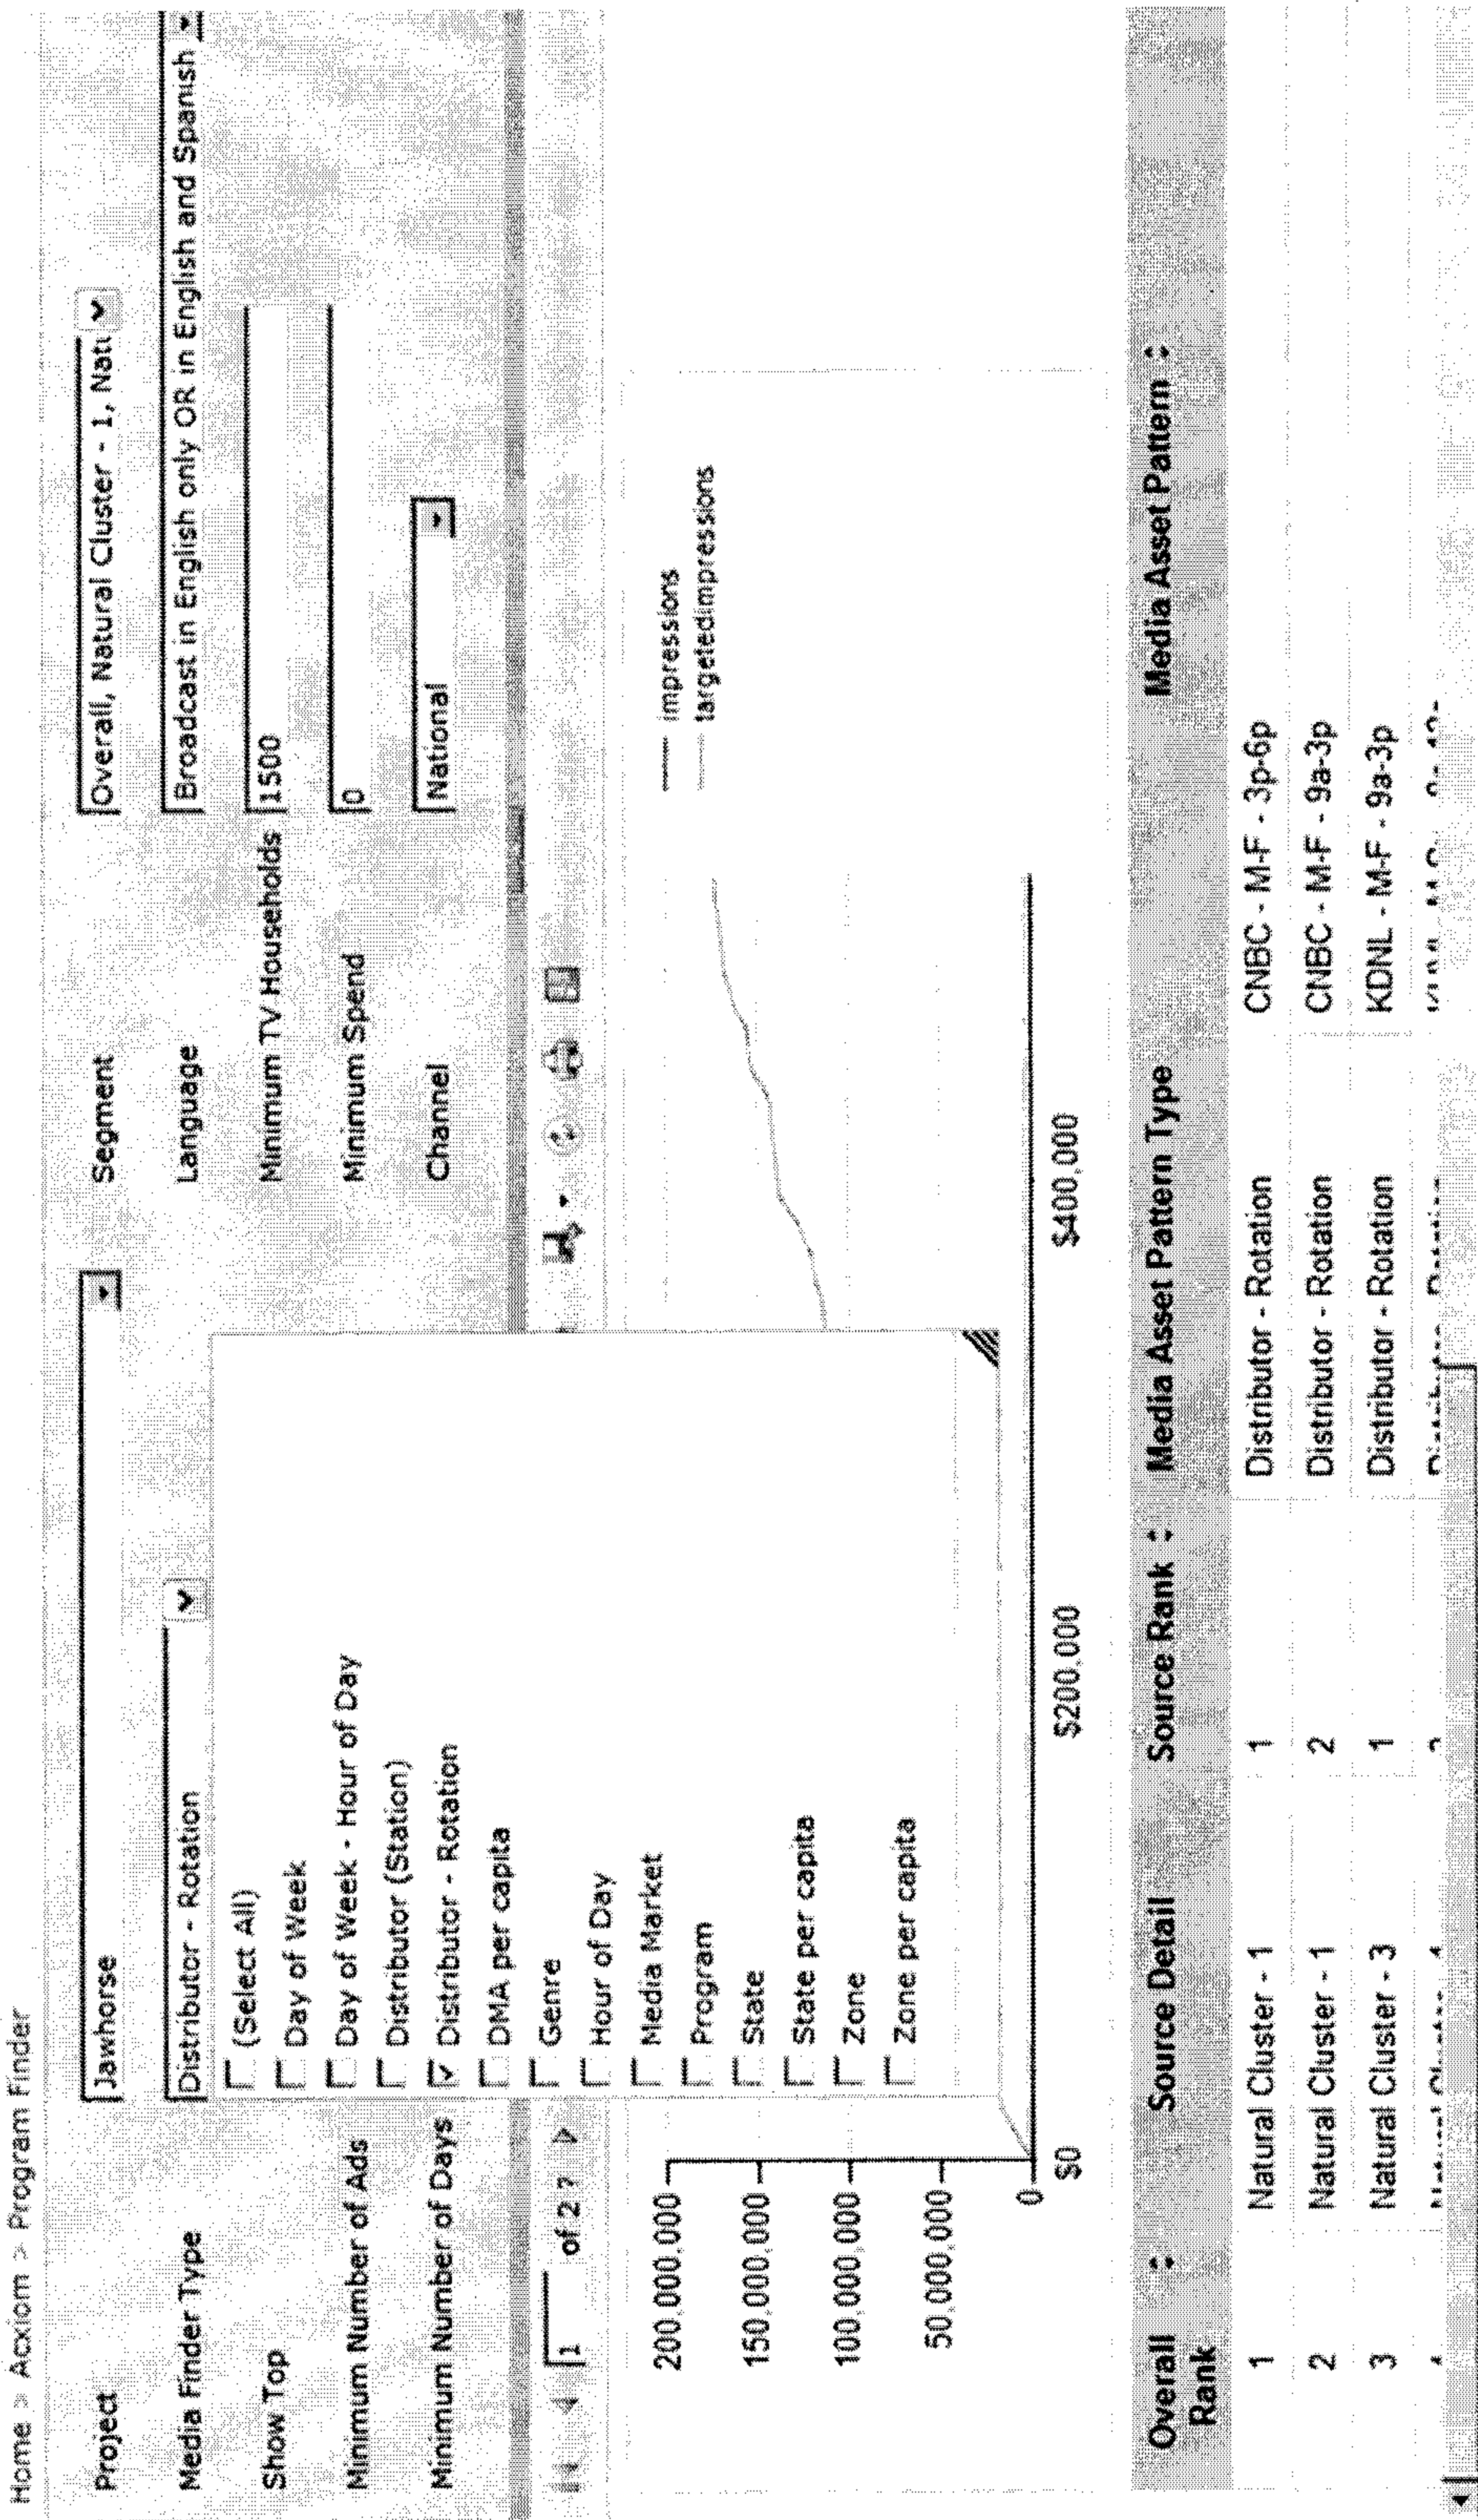 Home > Acxiom > Program Finder
Project Jawhorse Segment Overall, Natural Cluster - 1, Natu
Media Finder Type Distributor - Rotation Language Broadcast in English only OR in English and Spanish
Show Top Minimum TV Households 1500
Minimum Number of Ads Minimum Spend 0
Minimum Number of Days Channel National
(Select All)
Day of Week
Day of Week - Hour of Day
Distributor (Station)
Distributor - Rotation
DMA per capita
Genre
Hour of Day
Media Market
Program
State
State per capita
Zone
Zone per capita
1 of 2 ?
impressions
targetedimpressions
200,000,000
150,000,000
100,000,000
50,000,000
0
$0 $200,000 $400,000
Overall Rank Source Detail Source Rank Media Asset Pattern Type Media Asset Pattern
1 Natural Cluster - 1 1 Distributor - Rotation CNBC - M-F - 3p-6p
2 Natural Cluster - 1 2 Distributor - Rotation CNBC - M-F - 9a-3p
3 Natural Cluster - 3 1 Distributor - Rotation KDNL - M-F - 9a-3p